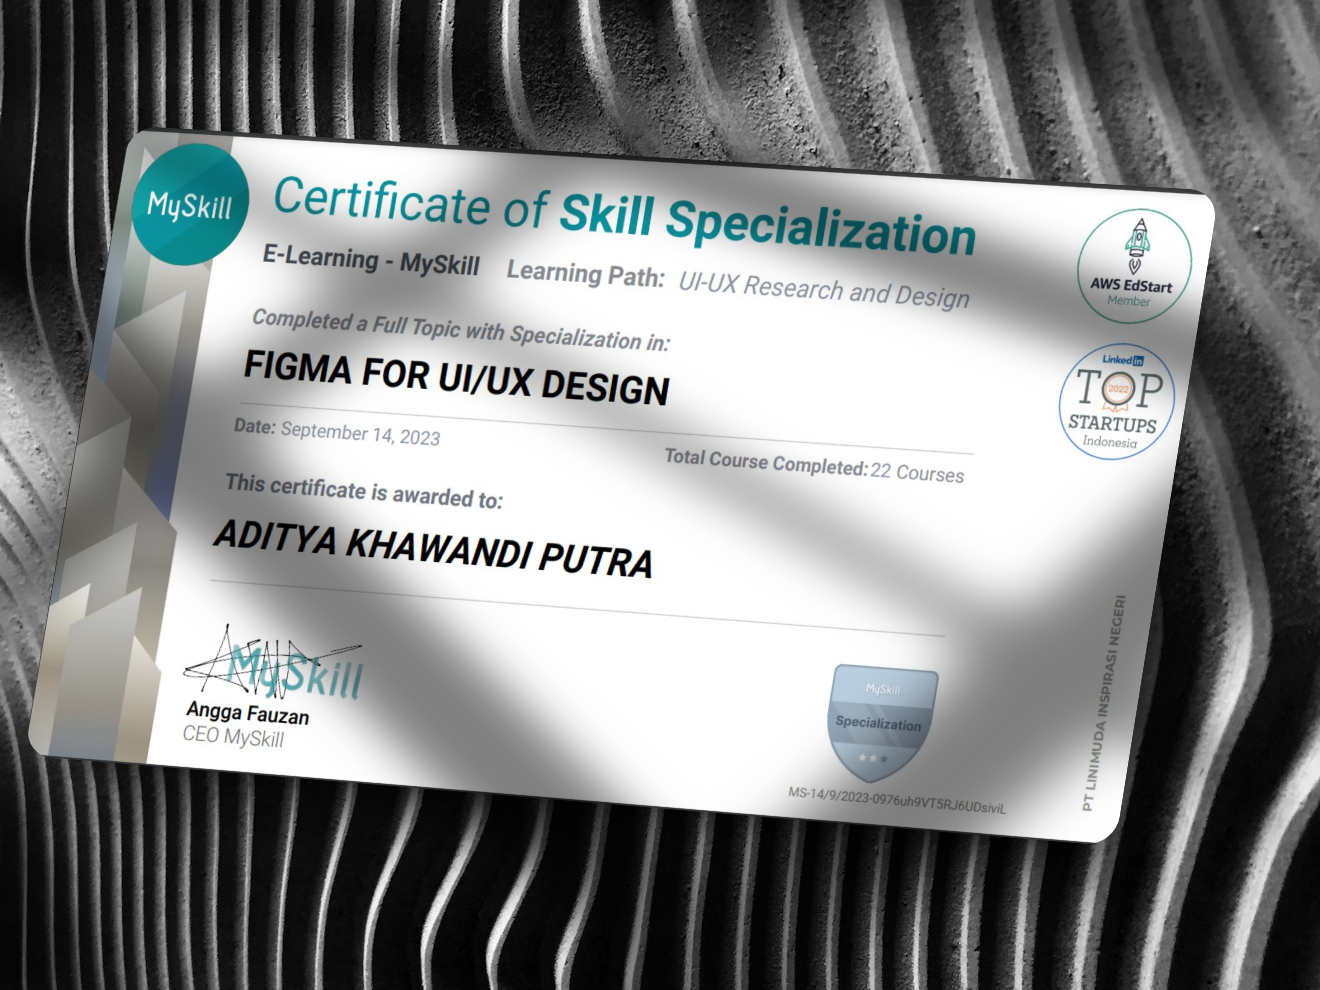 MySkill
Certificate of Skill Specialization
E-Learning - MySkill Learning Path: UI-UX Research and Design
AWS EdStart
Member
Completed a Full Topic with Specialization in:
FIGMA FOR UI/UX DESIGN
Linkedin
TOP
2022
STARTUPS
Indonesia
Date: September 14, 2023
Total Course Completed: 22 Courses
This certificate is awarded to:
ADITYA KHAWANDI PUTRA
MySkill
Angga Fauzan
CEO MySkill
MySkill
Specialization
MS-14/9/2023-0976uh9VT5RJ6UDsiviL
PT LINIMUDA INSPIRASI NEGERI